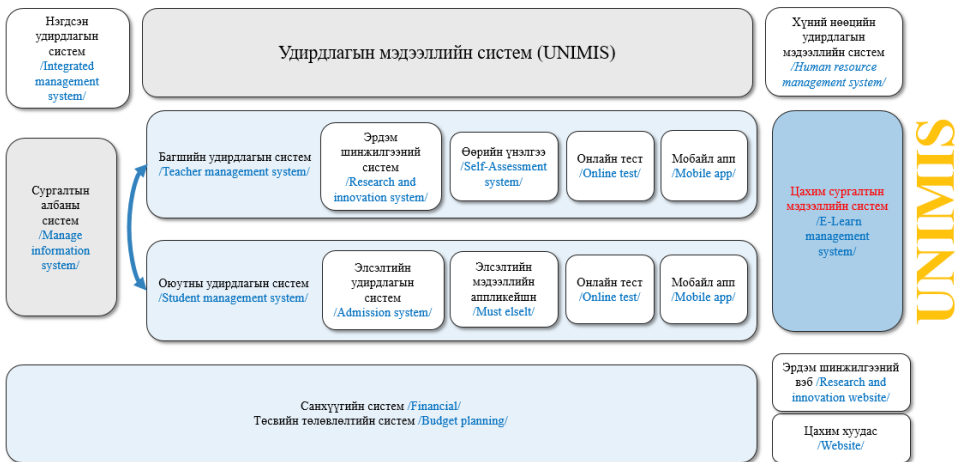 Нэгдсэн
удирдлагын
систем
/Integrated
management
system/
Удирдлагын мэдээллийн систем (UNIMIS)
Хүний нөөцийн
удирдлагын
мэдээллийн систем
/Human resource
management system/
Сургалтын
албаны
систем
/Manage
information
system/
Багшийн удирдлагын систем
/Teacher management system/
Эрдэм
шинжилгээний
систем
/Research and
innovation system/
Өөрийн үнэлгээ
/Self-Assessment
system/
Онлайн тест
/Online test/
Мобайл апп
/Mobile app/
Оюутны удирдлагын систем
/Student management system/
Элсэлтийн
удирдлагын
систем
/Admission system/
Элсэлтийн
мэдээллийн
аппликейшн
/Must elselt/
Онлайн тест
/Online test/
Мобайл апп
/Mobile app/
Цахим сургалтын
мэдээллийн систем
/E-Learn
management
system/
UNIMIS
Санхүүгийн систем /Financial/
Төсвийн төлөвлөлтийн систем /Budget planning/
Эрдэм шинжилгээний
вэб /Research and
innovation website/
Цахим хуудас
/Website/